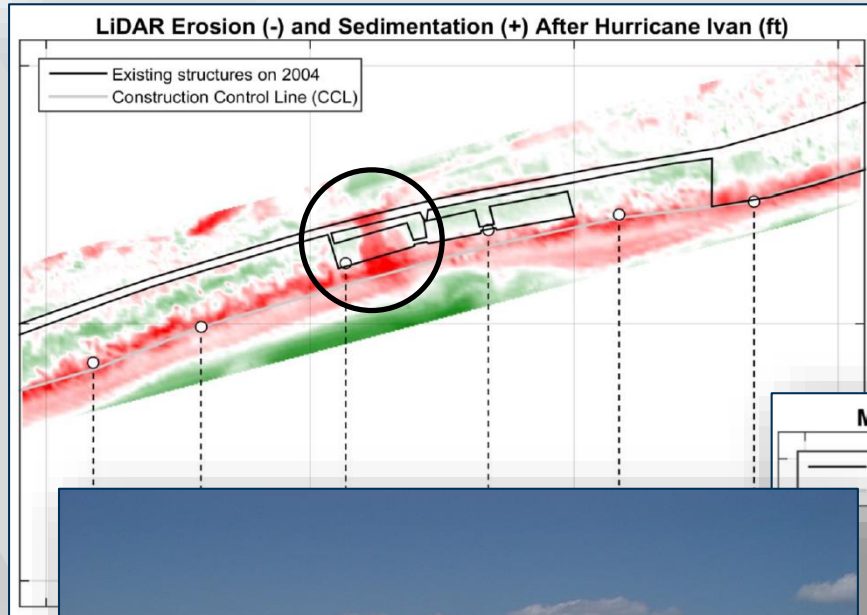 LiDAR Erosion (-) and Sedimentation (+) After Hurricane Ivan (ft)
Existing structures on 2004
Construction Control Line (CCL)
M